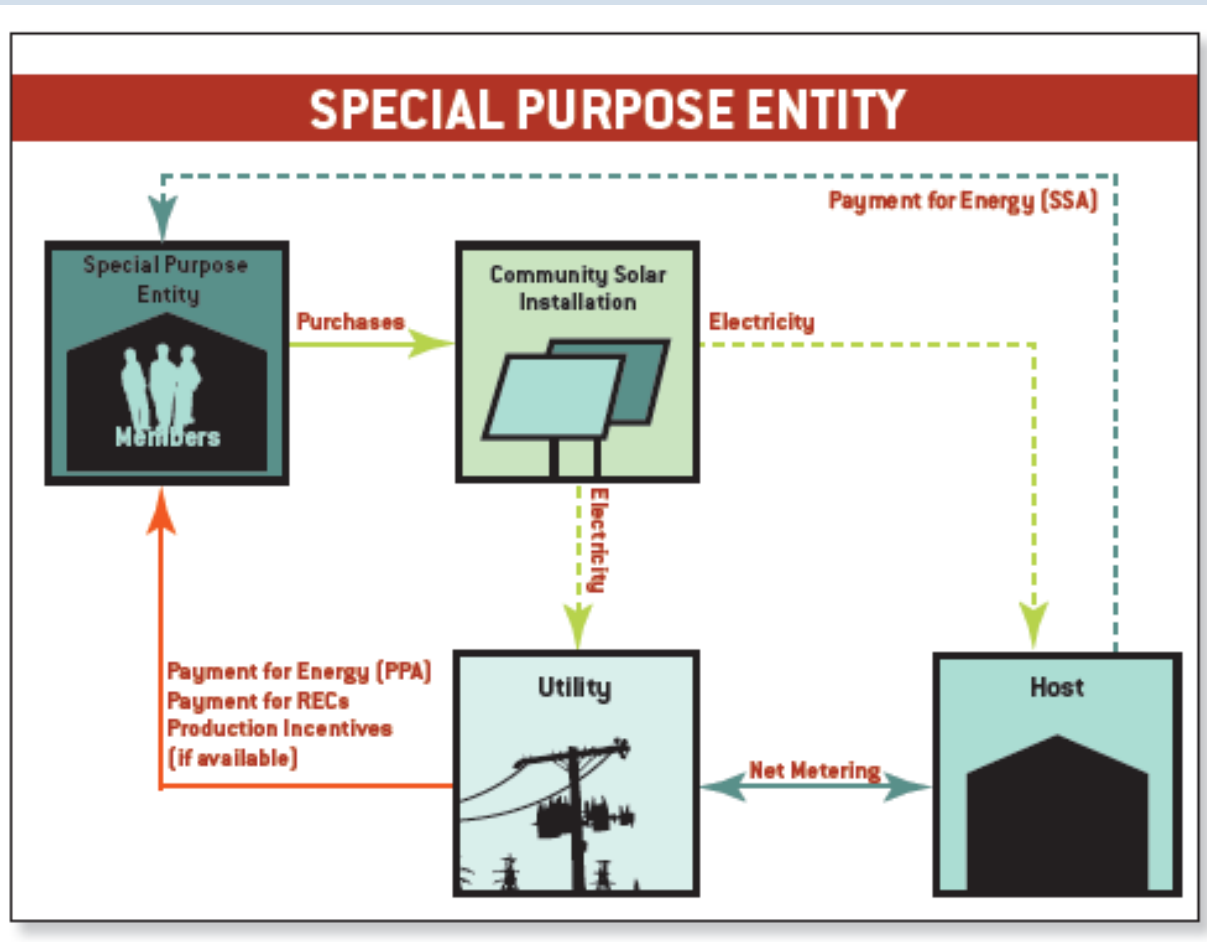 SPECIAL PURPOSE ENTITY
Payment for Energy (SSA)
Special Purpose
Entity
Members
Purchases
Community Solar
Installation
Electricity
Electricity
Payment for Energy (PPA)
Payment for RECs
Production Incentives
(if available)
Utility
Net Metering
Host